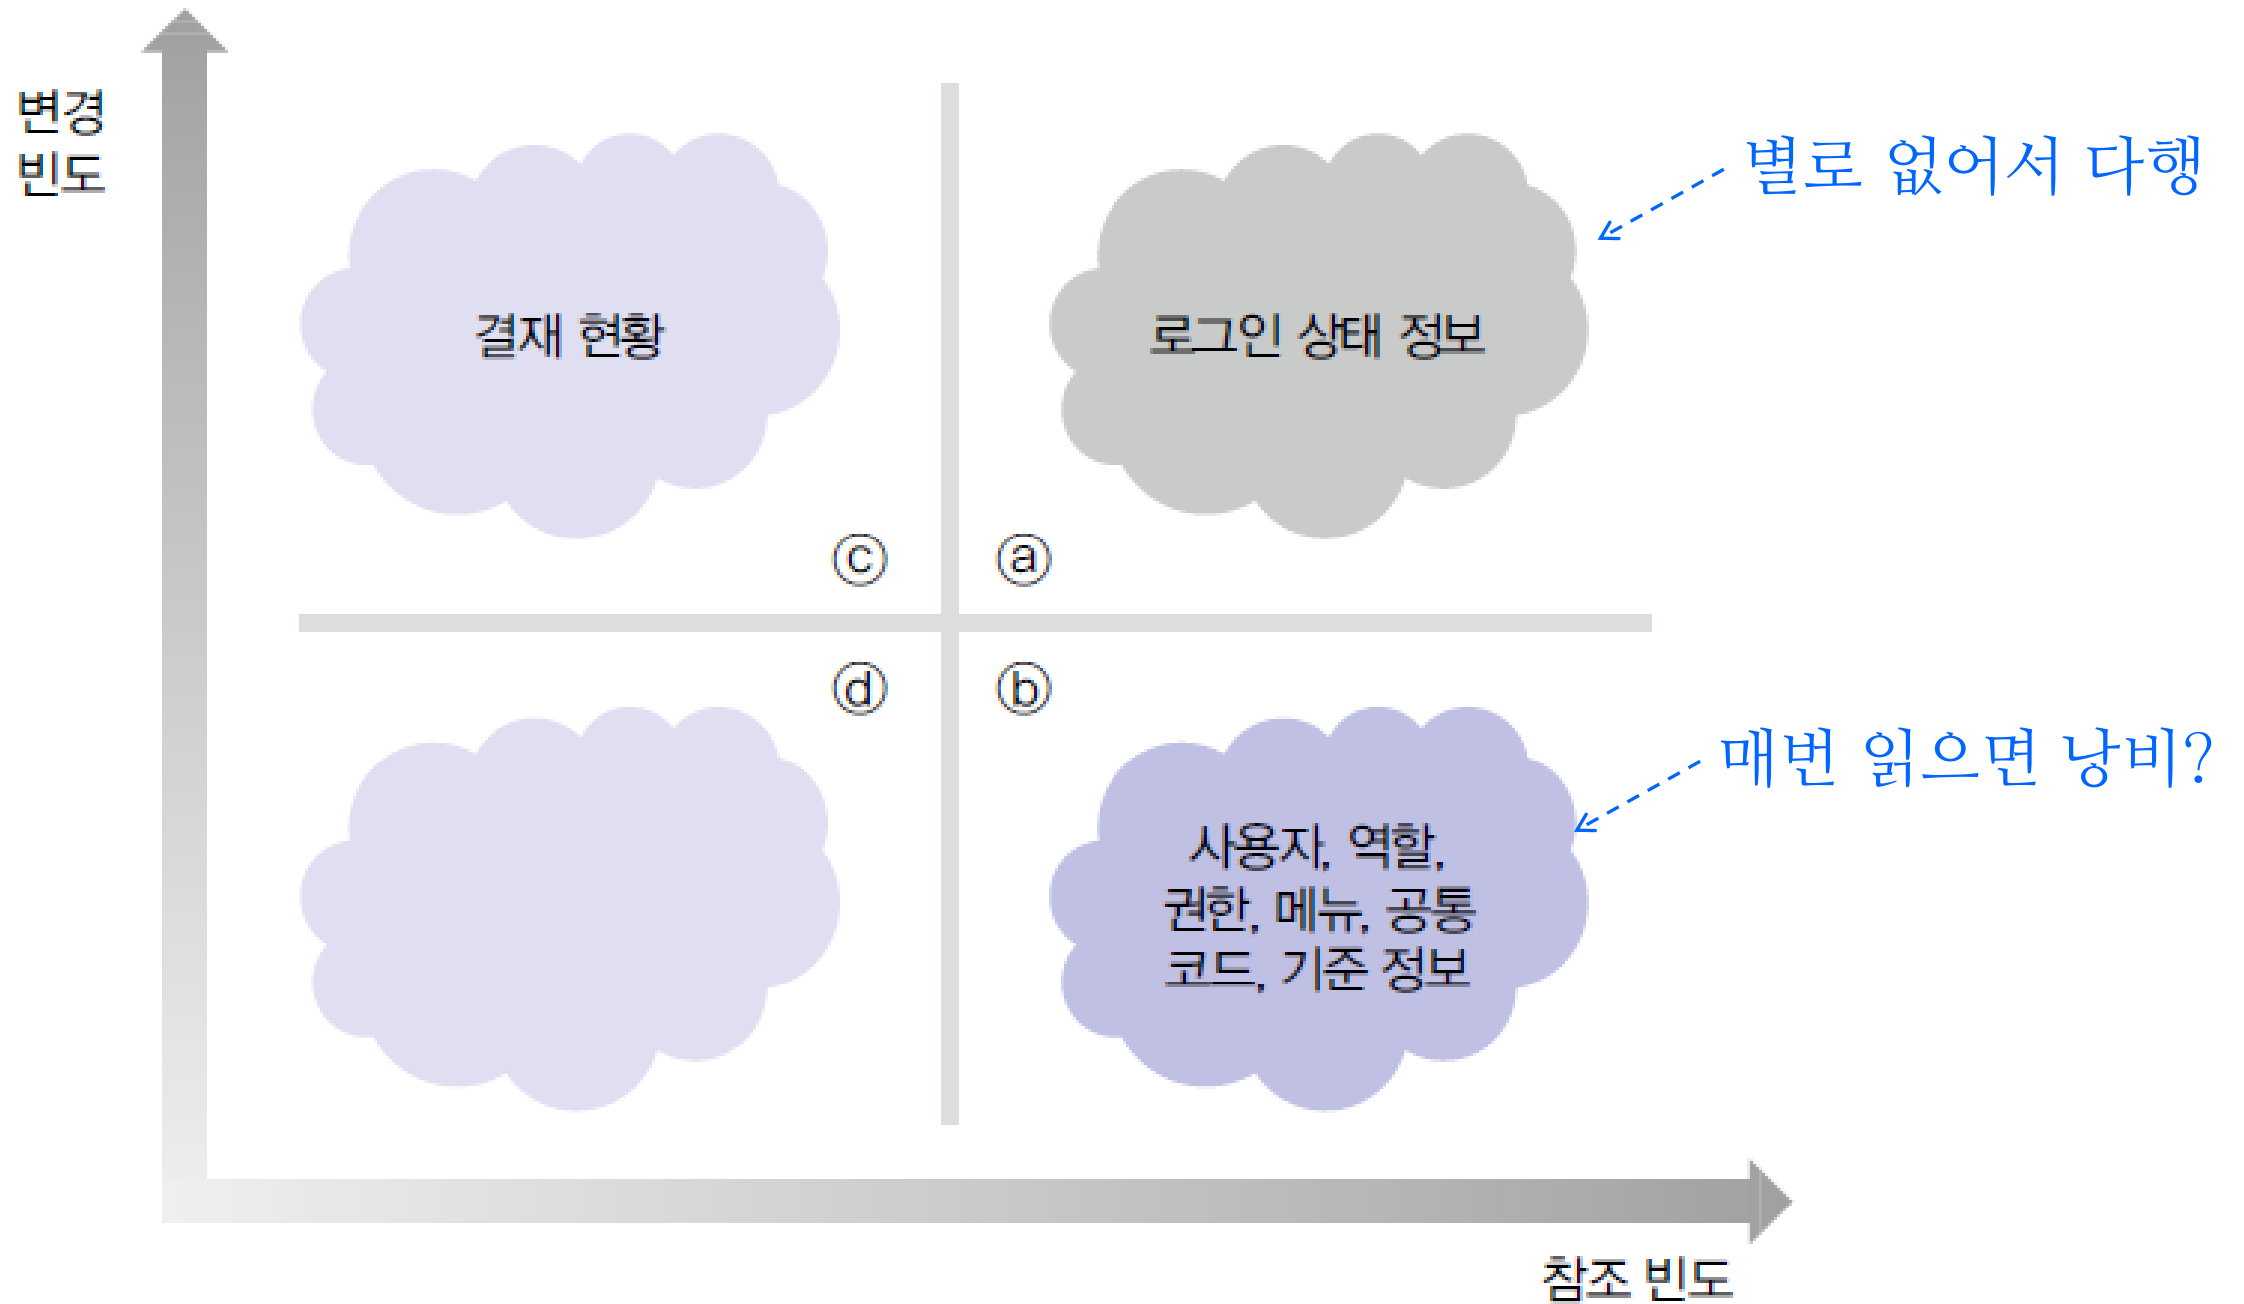 변경
빈도
별로 없어서 다행
결재 현황
로그인 상태 정보
ⓒ
ⓐ
ⓓ
ⓑ
매번 읽으면 낭비?
사용자, 역할,
권한, 메뉴, 공통
코드, 기준 정보
참조 빈도